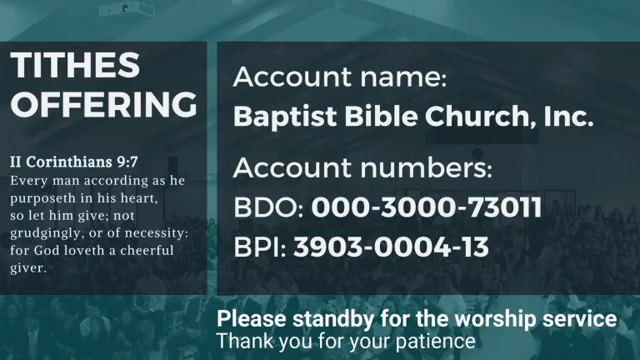 TITHES
OFFERING
II Corinthians 9:7
Every man according as he
purposeth in his heart,
so let him give; not
grudgingly, or of necessity:
for God loveth a cheerful
giver.
Account name:
Baptist Bible Church, Inc.
Account numbers:
BDO: 000-3000-73011
BPI: 3903-0004-13
Please standby for the worship service
Thank you for your patience